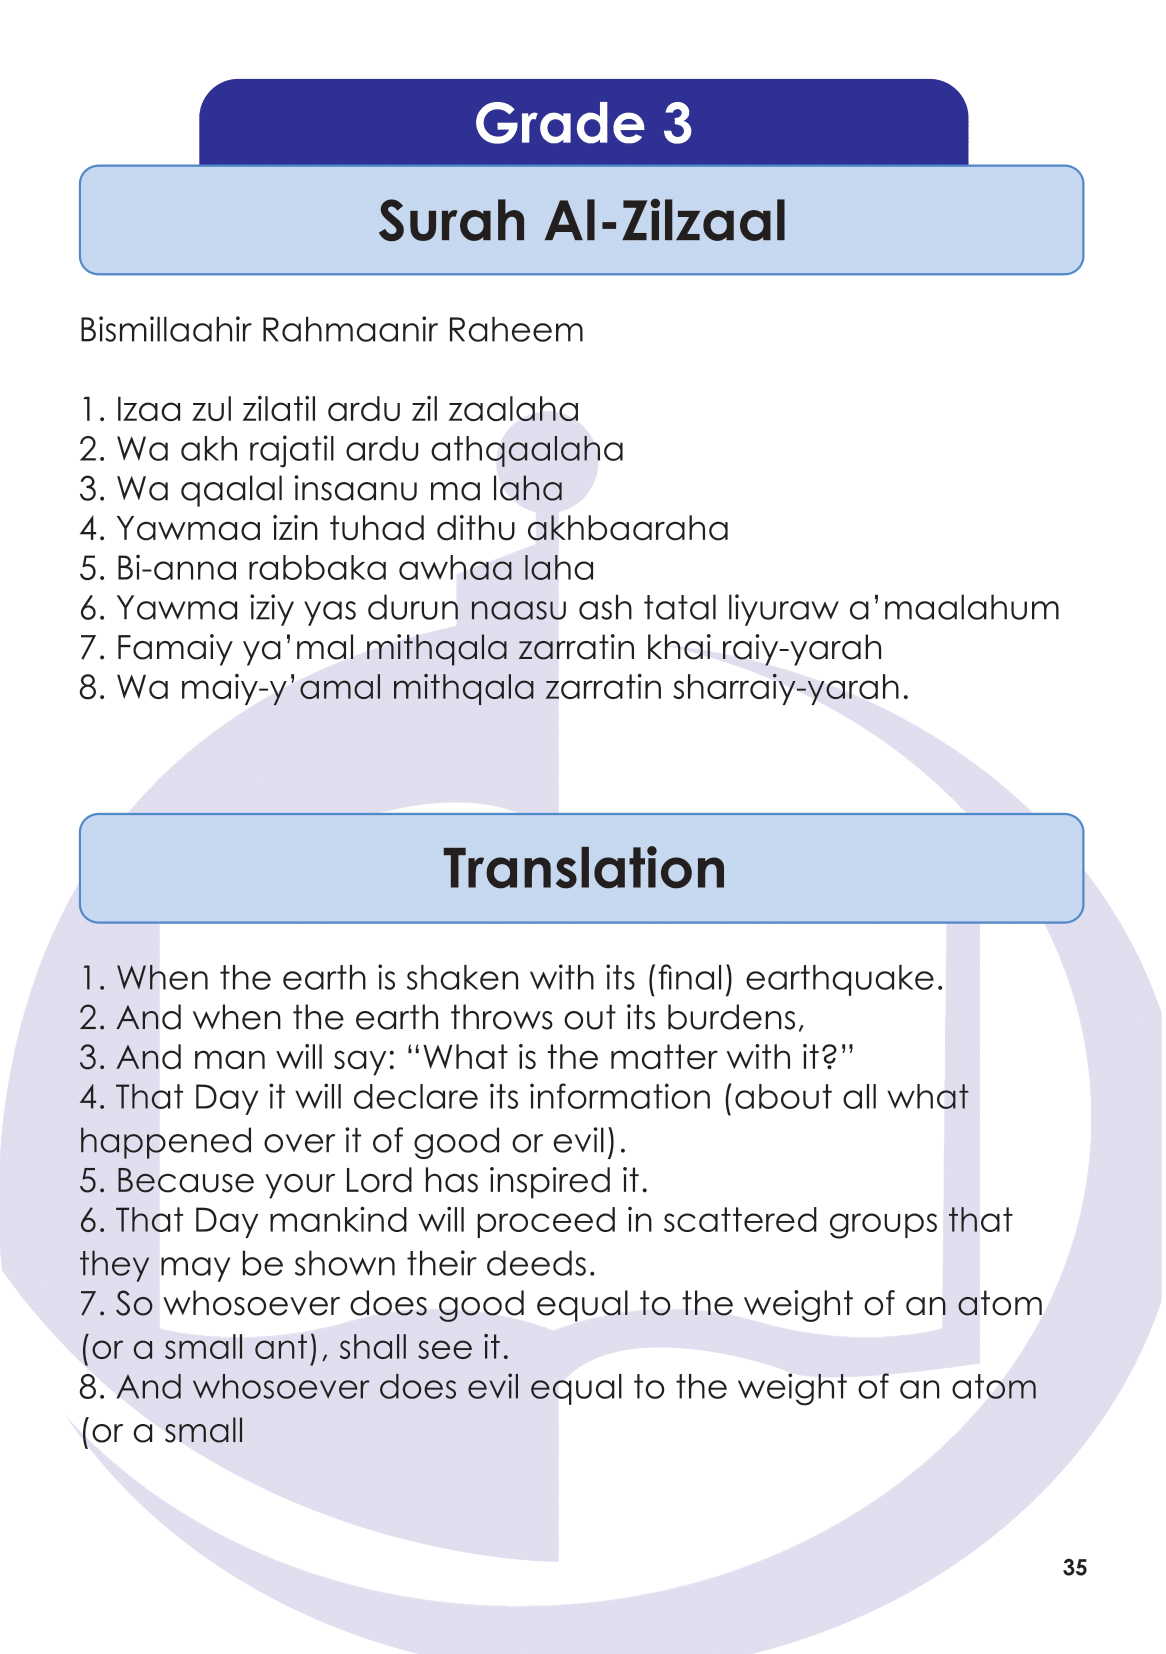 Grade 3
Surah Al-Zilzaal
Bismillaahir Rahmaanir Raheem
1. Izaa zul zilatil ardu zil zaalaha
2. Wa akh rajatil ardu athqaalaha
3. Wa qaalal insaanu ma laha
4. Yawmaa izin tuhad dithu akhbaaraha
5. Bi-anna rabbaka awhaa laha
6. Yawma iziy yas durun naasu ash tatal liyuraw a’maalahum
7. Famaiy ya’mal mithqala zarratin khai raiy-yarah
8. Wa maiy-y’amal mithqala zarratin sharraiy-yarah.
Translation
1. When the earth is shaken with its (final) earthquake.
2. And when the earth throws out its burdens,
3. And man will say: “What is the matter with it?”
4. That Day it will declare its information (about all what
happened over it of good or evil).
5. Because your Lord has inspired it.
6. That Day mankind will proceed in scattered groups that
they may be shown their deeds.
7. So whosoever does good equal to the weight of an atom
(or a small ant), shall see it.
8. And whosoever does evil equal to the weight of an atom
(or a small
35